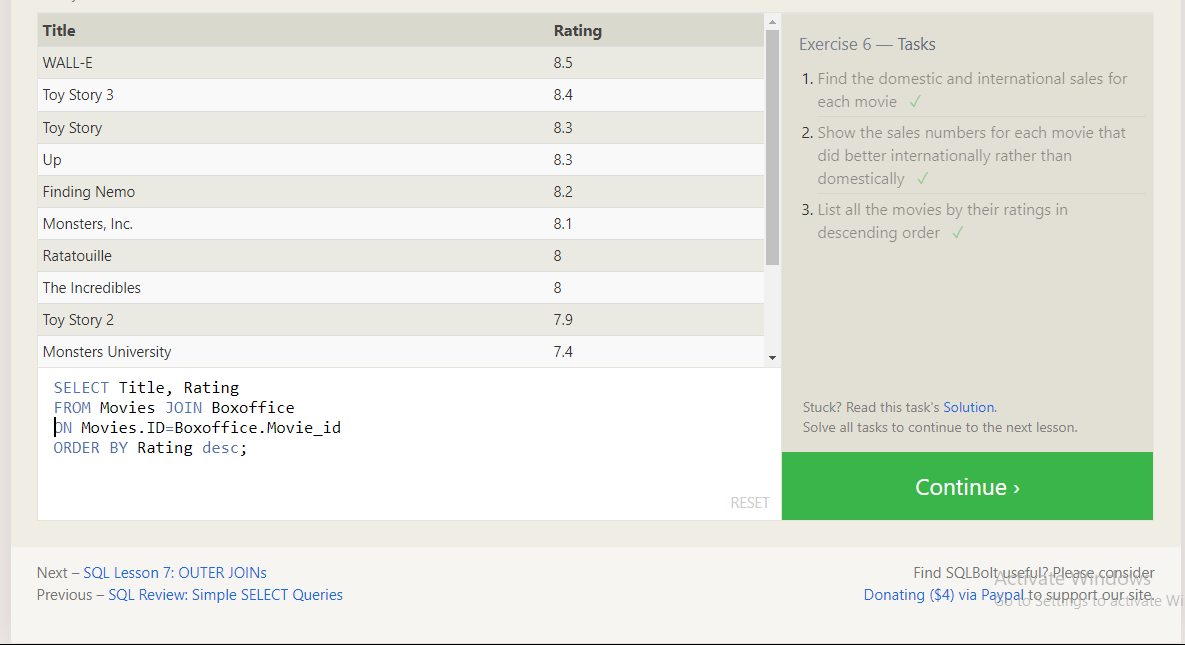 Title Rating
WALL-E 8.5
Toy Story 3 8.4
Toy Story 8.3
Up 8.3
Finding Nemo 8.2
Monsters, Inc. 8.1
Ratatouille 8
The Incredibles 8
Toy Story 2 7.9
Monsters University 7.4
SELECT Title, Rating
FROM Movies JOIN Boxoffice
ON Movies.ID=Boxoffice.Movie_id
ORDER BY Rating desc;
RESET
Exercise 6 — Tasks
1. Find the domestic and international sales for
each movie ✓
2. Show the sales numbers for each movie that
did better internationally rather than
domestically ✓
3. List all the movies by their ratings in
descending order ✓
Stuck? Read this task's Solution.
Solve all tasks to continue to the next lesson.
Continue ›
Next – SQL Lesson 7: OUTER JOINs
Previous – SQL Review: Simple SELECT Queries
Find SQLBolt useful? Please consider
Donating ($4) via Paypal to support our site.
Activate Windows
Go to Settings to activate Wi